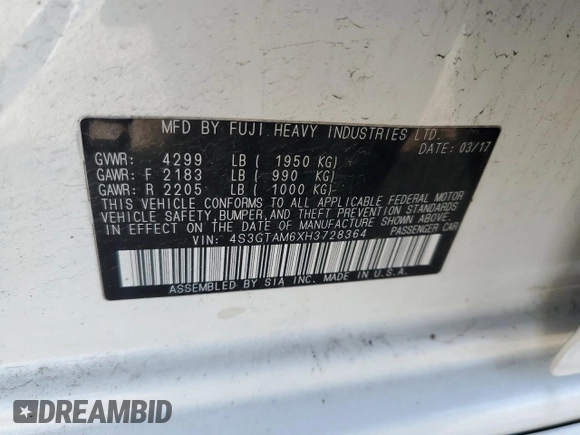 MFD BY FUJI HEAVY INDUSTRIES LTD.
DATE: 03/17
GVWR: 4299 LB ( 1950 KG)
GAWR: F 2183 LB ( 990 KG)
GAWR: R 2205 LB ( 1000 KG)
THIS VEHICLE CONFORMS TO ALL APPLICABLE FEDERAL MOTOR
VEHICLE SAFETY, BUMPER, AND THEFT PREVENTION STANDARDS
IN EFFECT ON THE DATE OF MANUFACTURE SHOWN ABOVE.
VIN: 4S3GTAM6XH3728364 PASSENGER CAR
ASSEMBLED BY SIA INC. MADE IN U.S.A.
DREAMBID